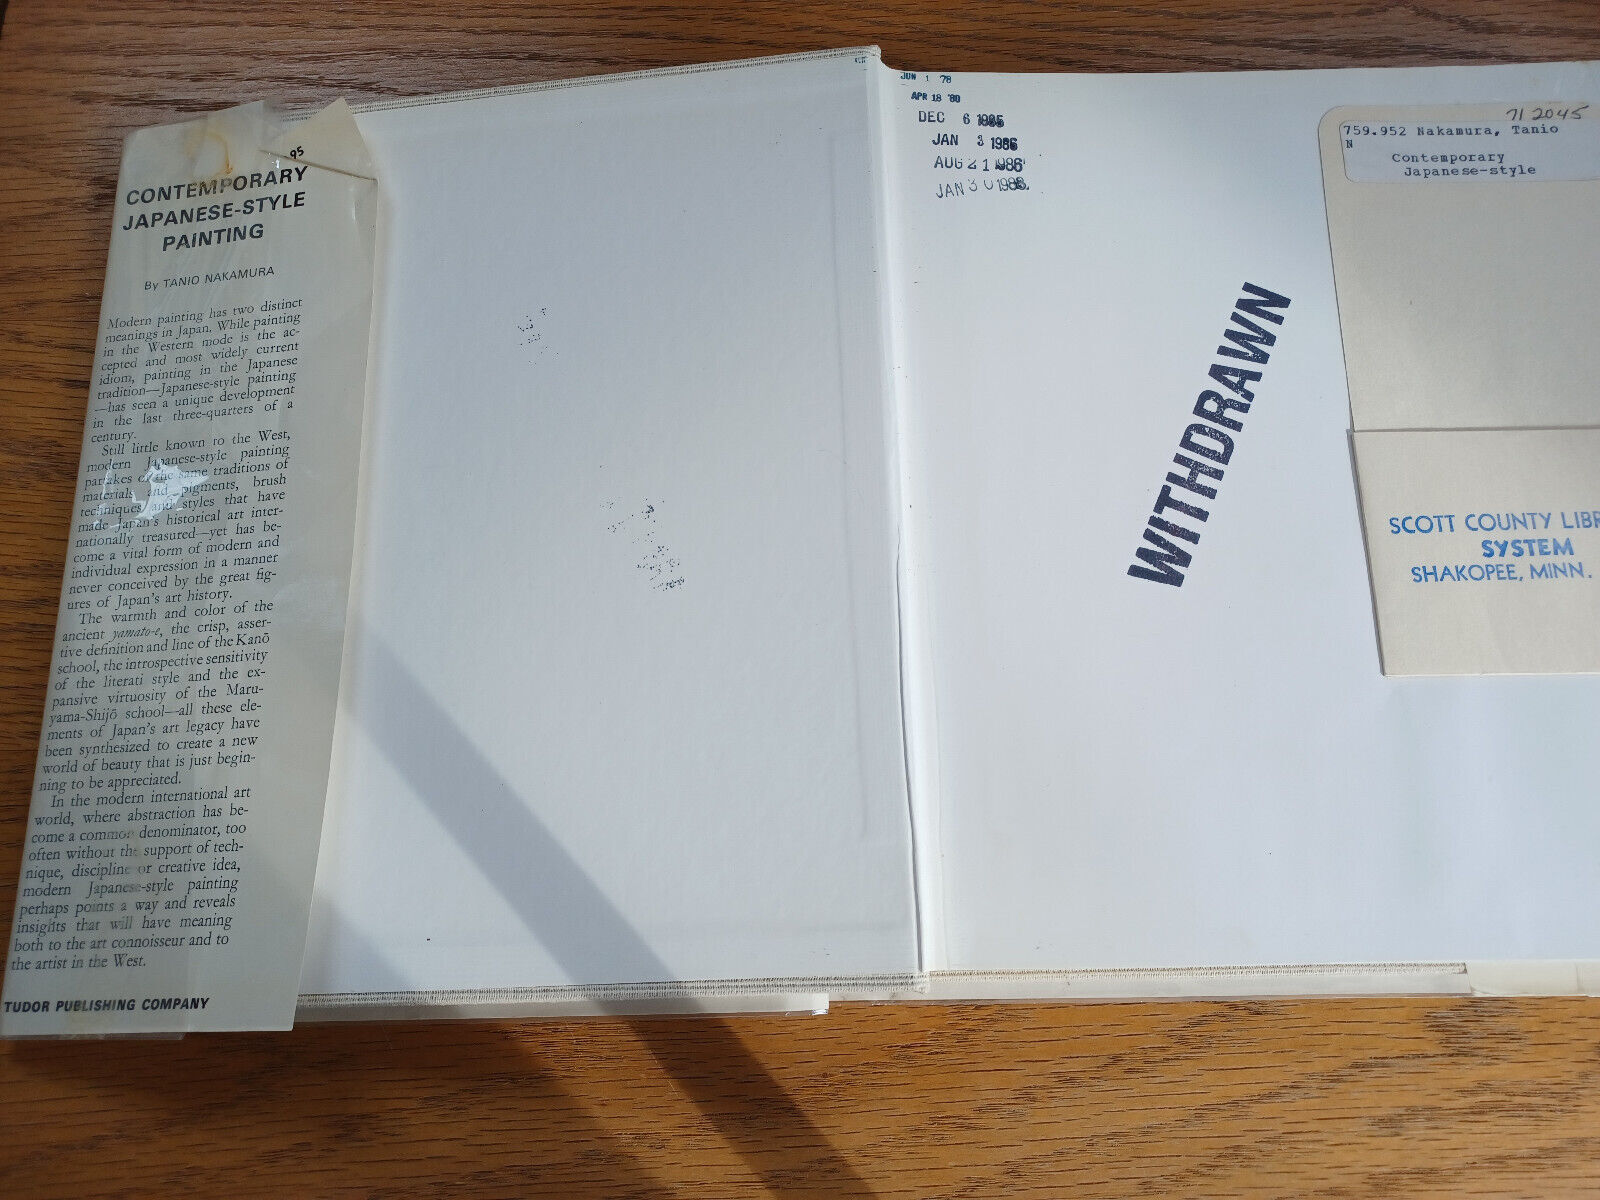 95
CONTEMPORARY
JAPANESE-STYLE
PAINTING
By TANIO NAKAMURA
Modern painting has two distinct
meanings in Japan. While painting
in the Western mode is the ac-
cepted and most widely current
idiom, painting in the Japanese
tradition—Japanese-style painting
—has seen a unique development
in the last three-quarters of a
century.
Still little known to the West,
modern Japanese-style painting
partakes of the same traditions of
materials and pigments, brush
techniques and styles that have
made Japan's historical art inter-
nationally treasured—yet has be-
come a vital form of modern and
individual expression in a manner
never conceived by the great fig-
ures of Japan's art history.
The warmth and color of the
ancient yamato-e, the crisp, asser-
tive definition and line of the Kanō
school, the introspective sensitivity
of the literati style and the ex-
pansive virtuosity of the Maru-
yama-Shijō school—all these ele-
ments of Japan's art legacy have
been synthesized to create a new
world of beauty that is just begin-
ning to be appreciated.
In the modern international art
world, where abstraction has be-
come a common denominator, too
often without the support of tech-
nique, discipline or creative idea,
modern Japanese-style painting
perhaps points a way and reveals
insights that will have meaning
both to the art connoisseur and to
the artist in the West.
TUDOR PUBLISHING COMPANY
JUN 1 78
APR 18 '80
DEC 6 1985
JAN 3 1986
AUG 21 1986
JAN 30 1988
WITHDRAWN
71 2045
759.952 Nakamura, Tanio
N
Contemporary
Japanese-style
SCOTT COUNTY LIBR
SYSTEM
SHAKOPEE, MINN.